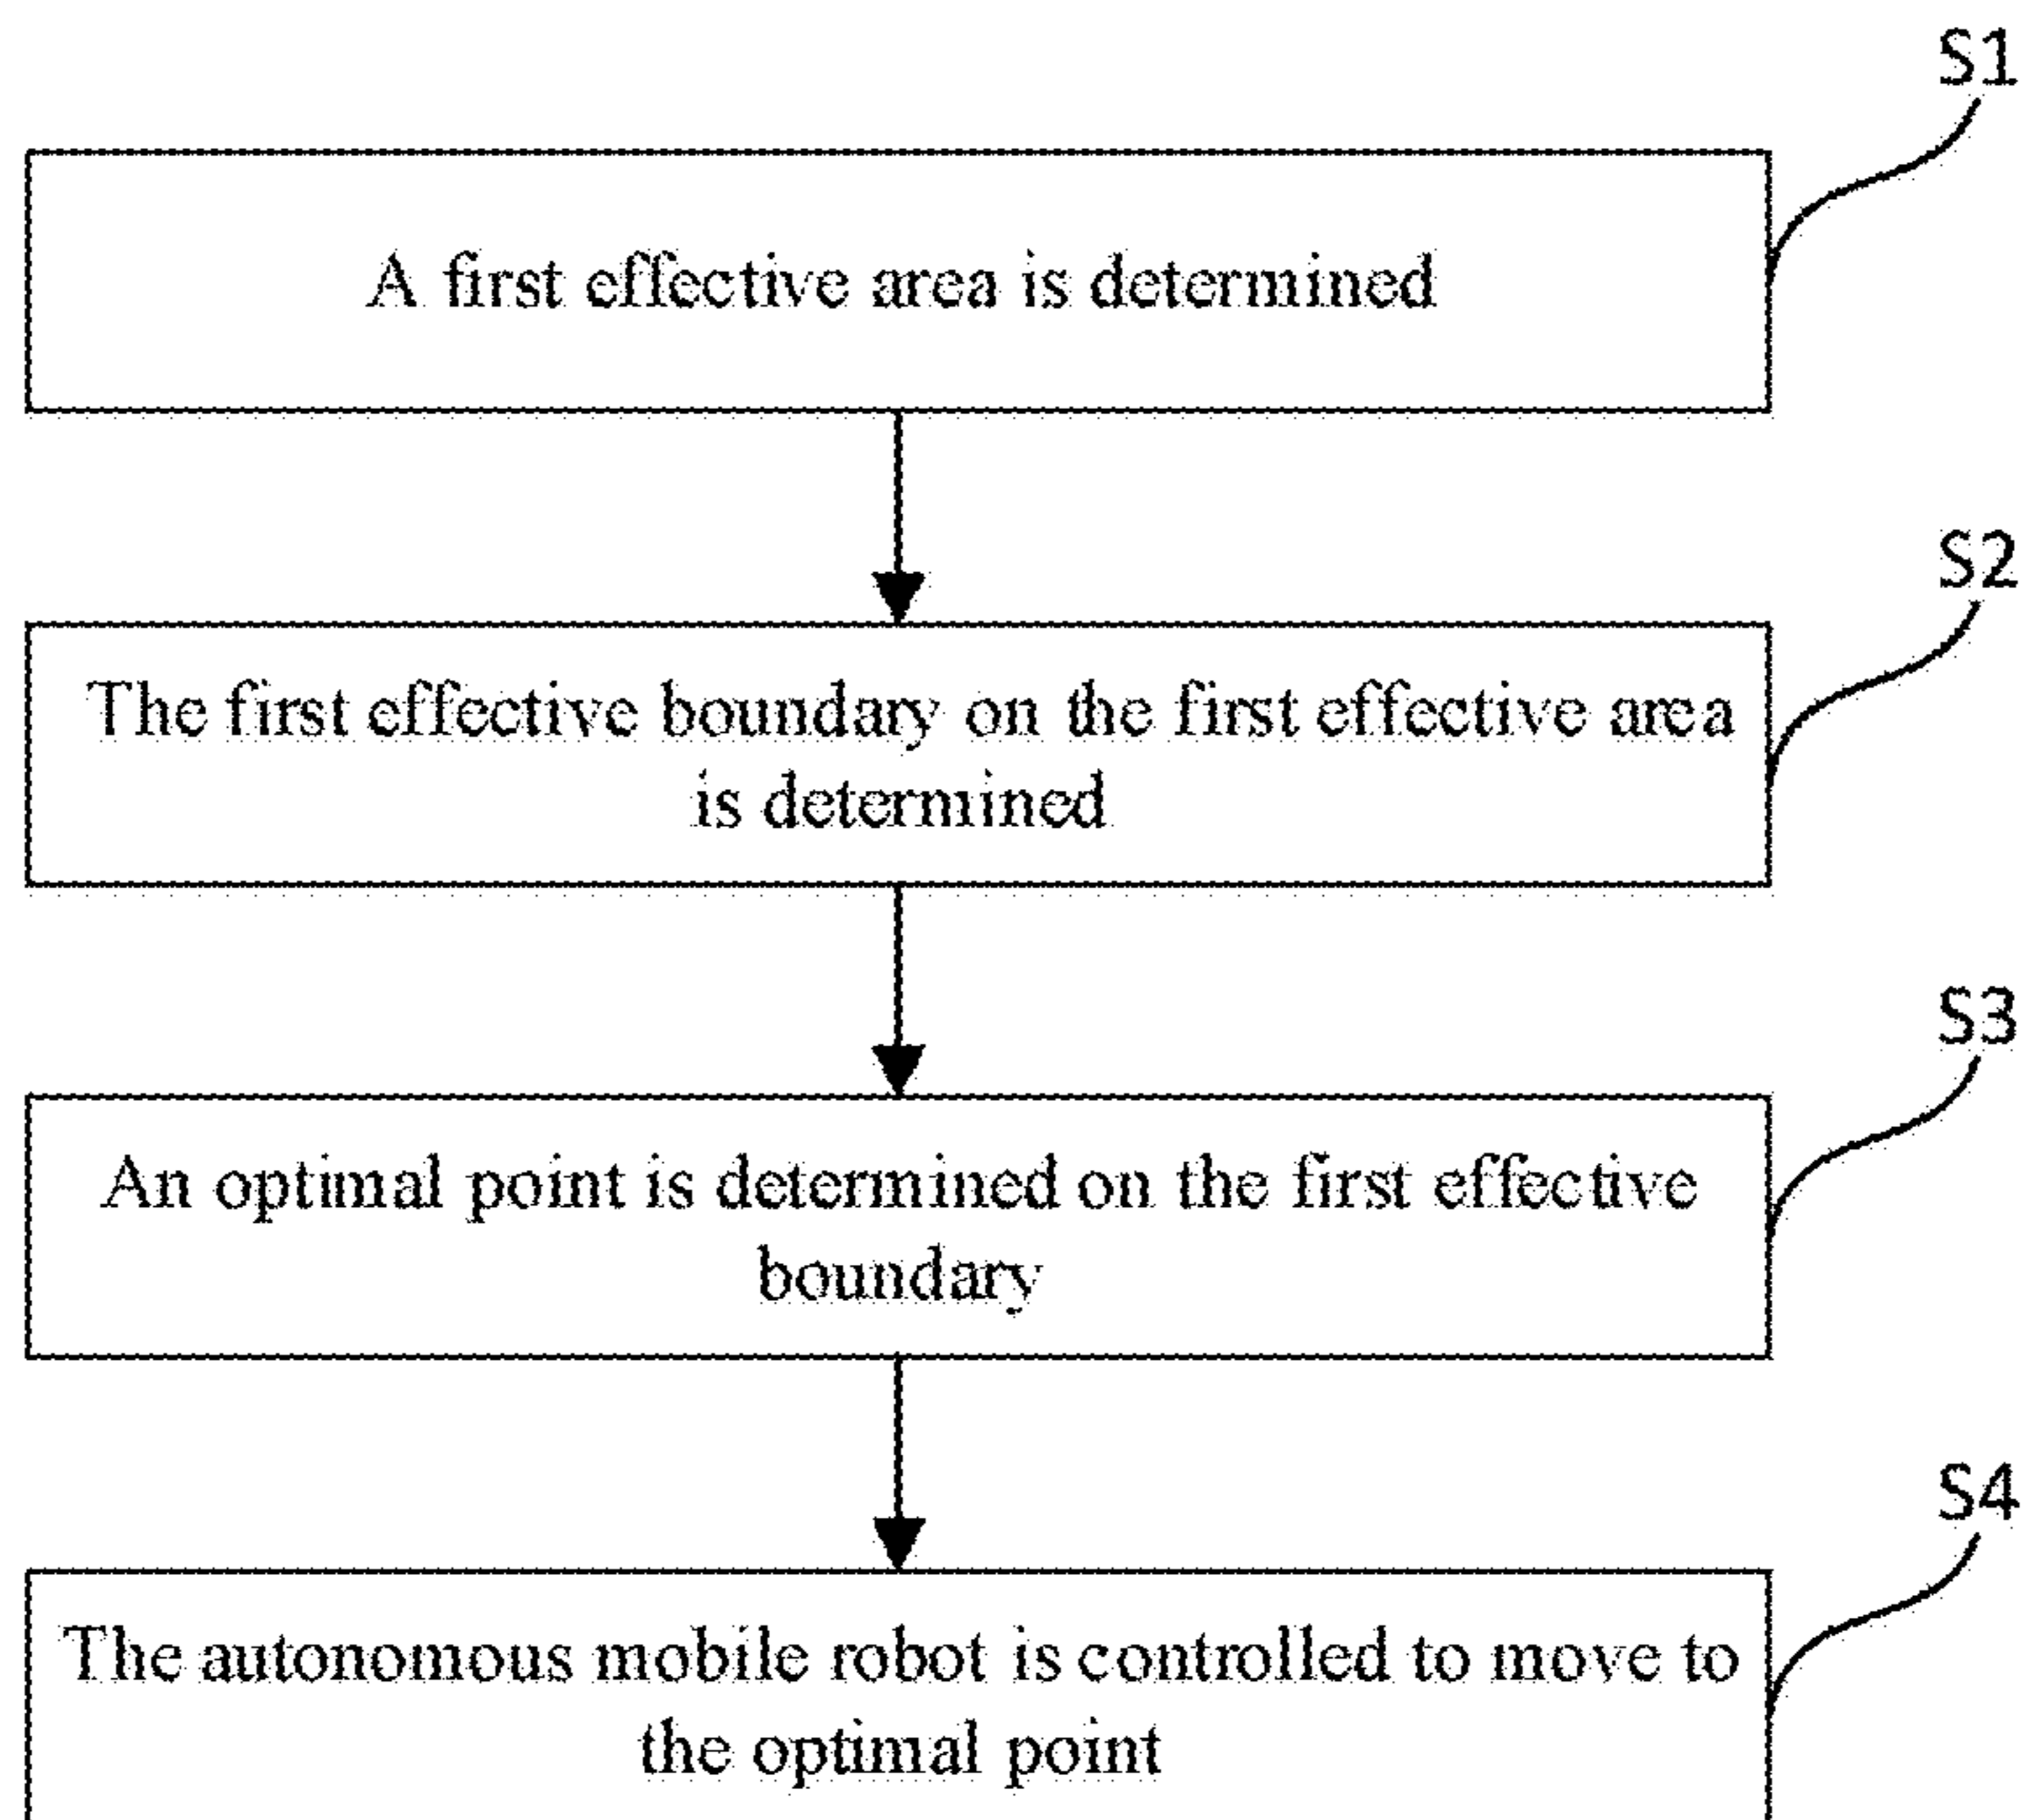 S1
A first effective area is determined
S2
The first effective boundary on the first effective area
is determined
S3
An optimal point is determined on the first effective
boundary
S4
The autonomous mobile robot is controlled to move to
the optimal point